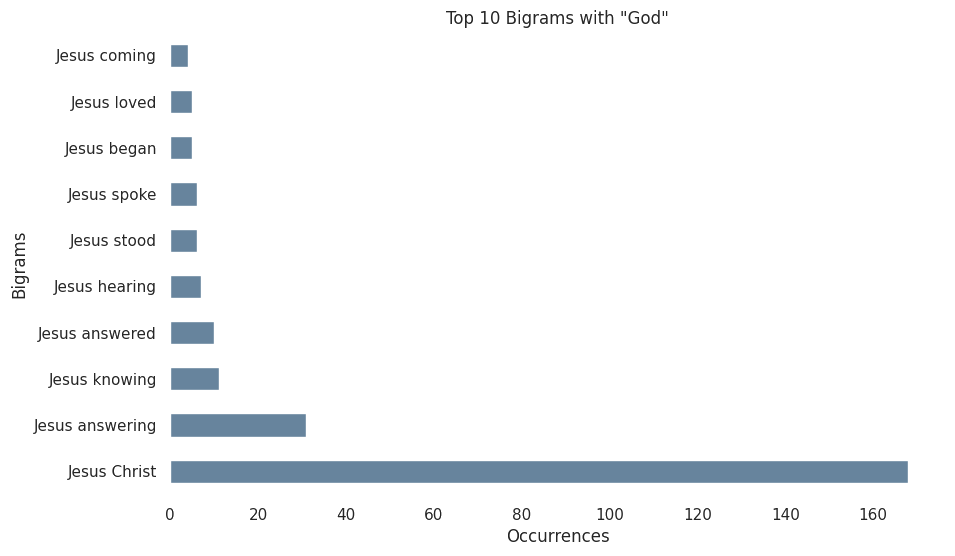 Top 10 Bigrams with "God"
Bigrams
Jesus coming
Jesus loved
Jesus began
Jesus spoke
Jesus stood
Jesus hearing
Jesus answered
Jesus knowing
Jesus answering
Jesus Christ
0 20 40 60 80 100 120 140 160
Occurrences